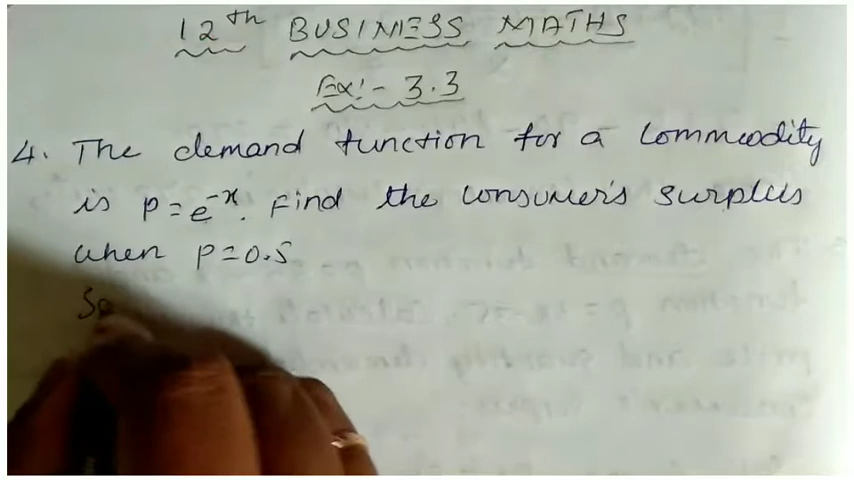 12th BUSINESS MATHS
Ex:- 3.3
4. The demand function for a commodity
is p = e^-x. Find the consumer's surplus
when p = 0.5
So